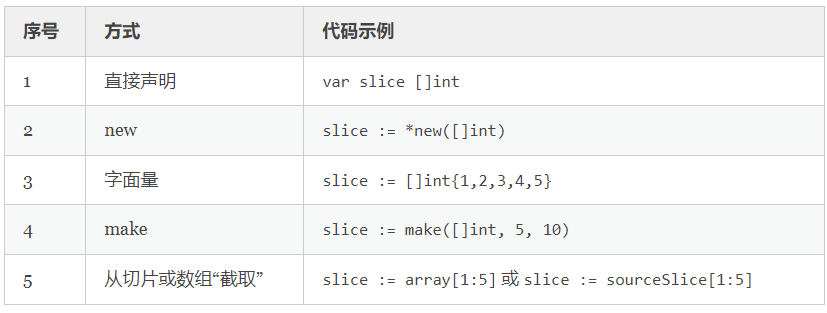 序号 方式 代码示例
1 直接声明 var slice []int
2 new slice := *new([]int)
3 字面量 slice := []int{1,2,3,4,5}
4 make slice := make([]int, 5, 10)
5 从切片或数组“截取” slice := array[1:5] 或 slice := sourceSlice[1:5]